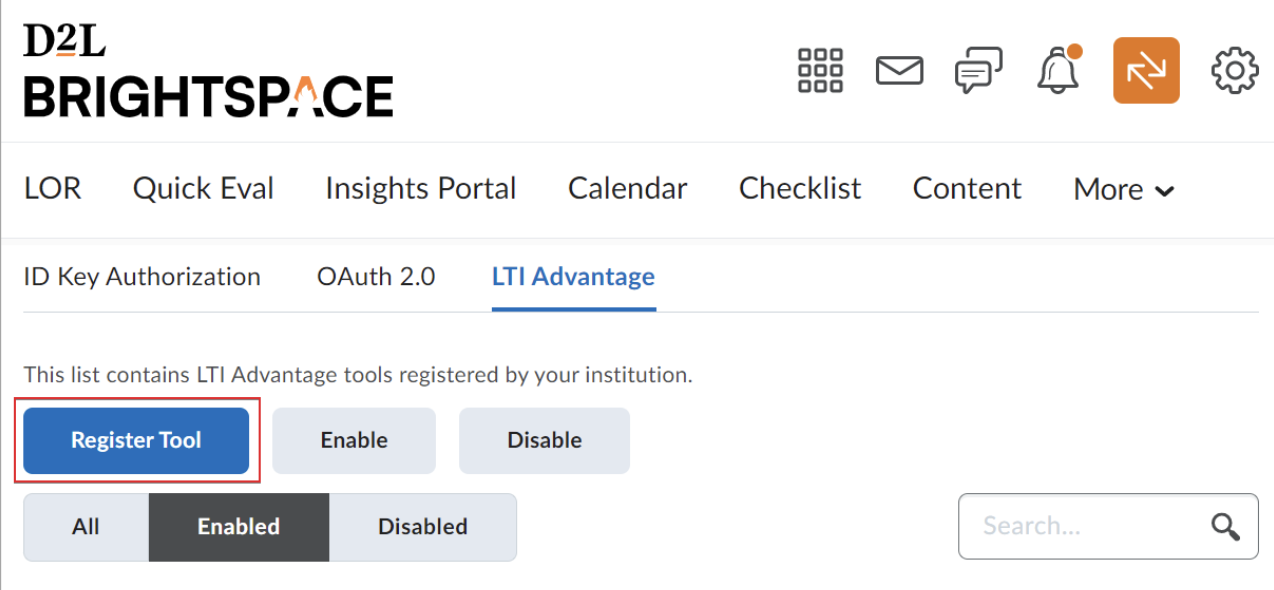 D2L
BRIGHTSPACE
LOR Quick Eval Insights Portal Calendar Checklist Content More
ID Key Authorization OAuth 2.0 LTI Advantage
This list contains LTI Advantage tools registered by your institution.
Register Tool Enable Disable
All Enabled Disabled Search...